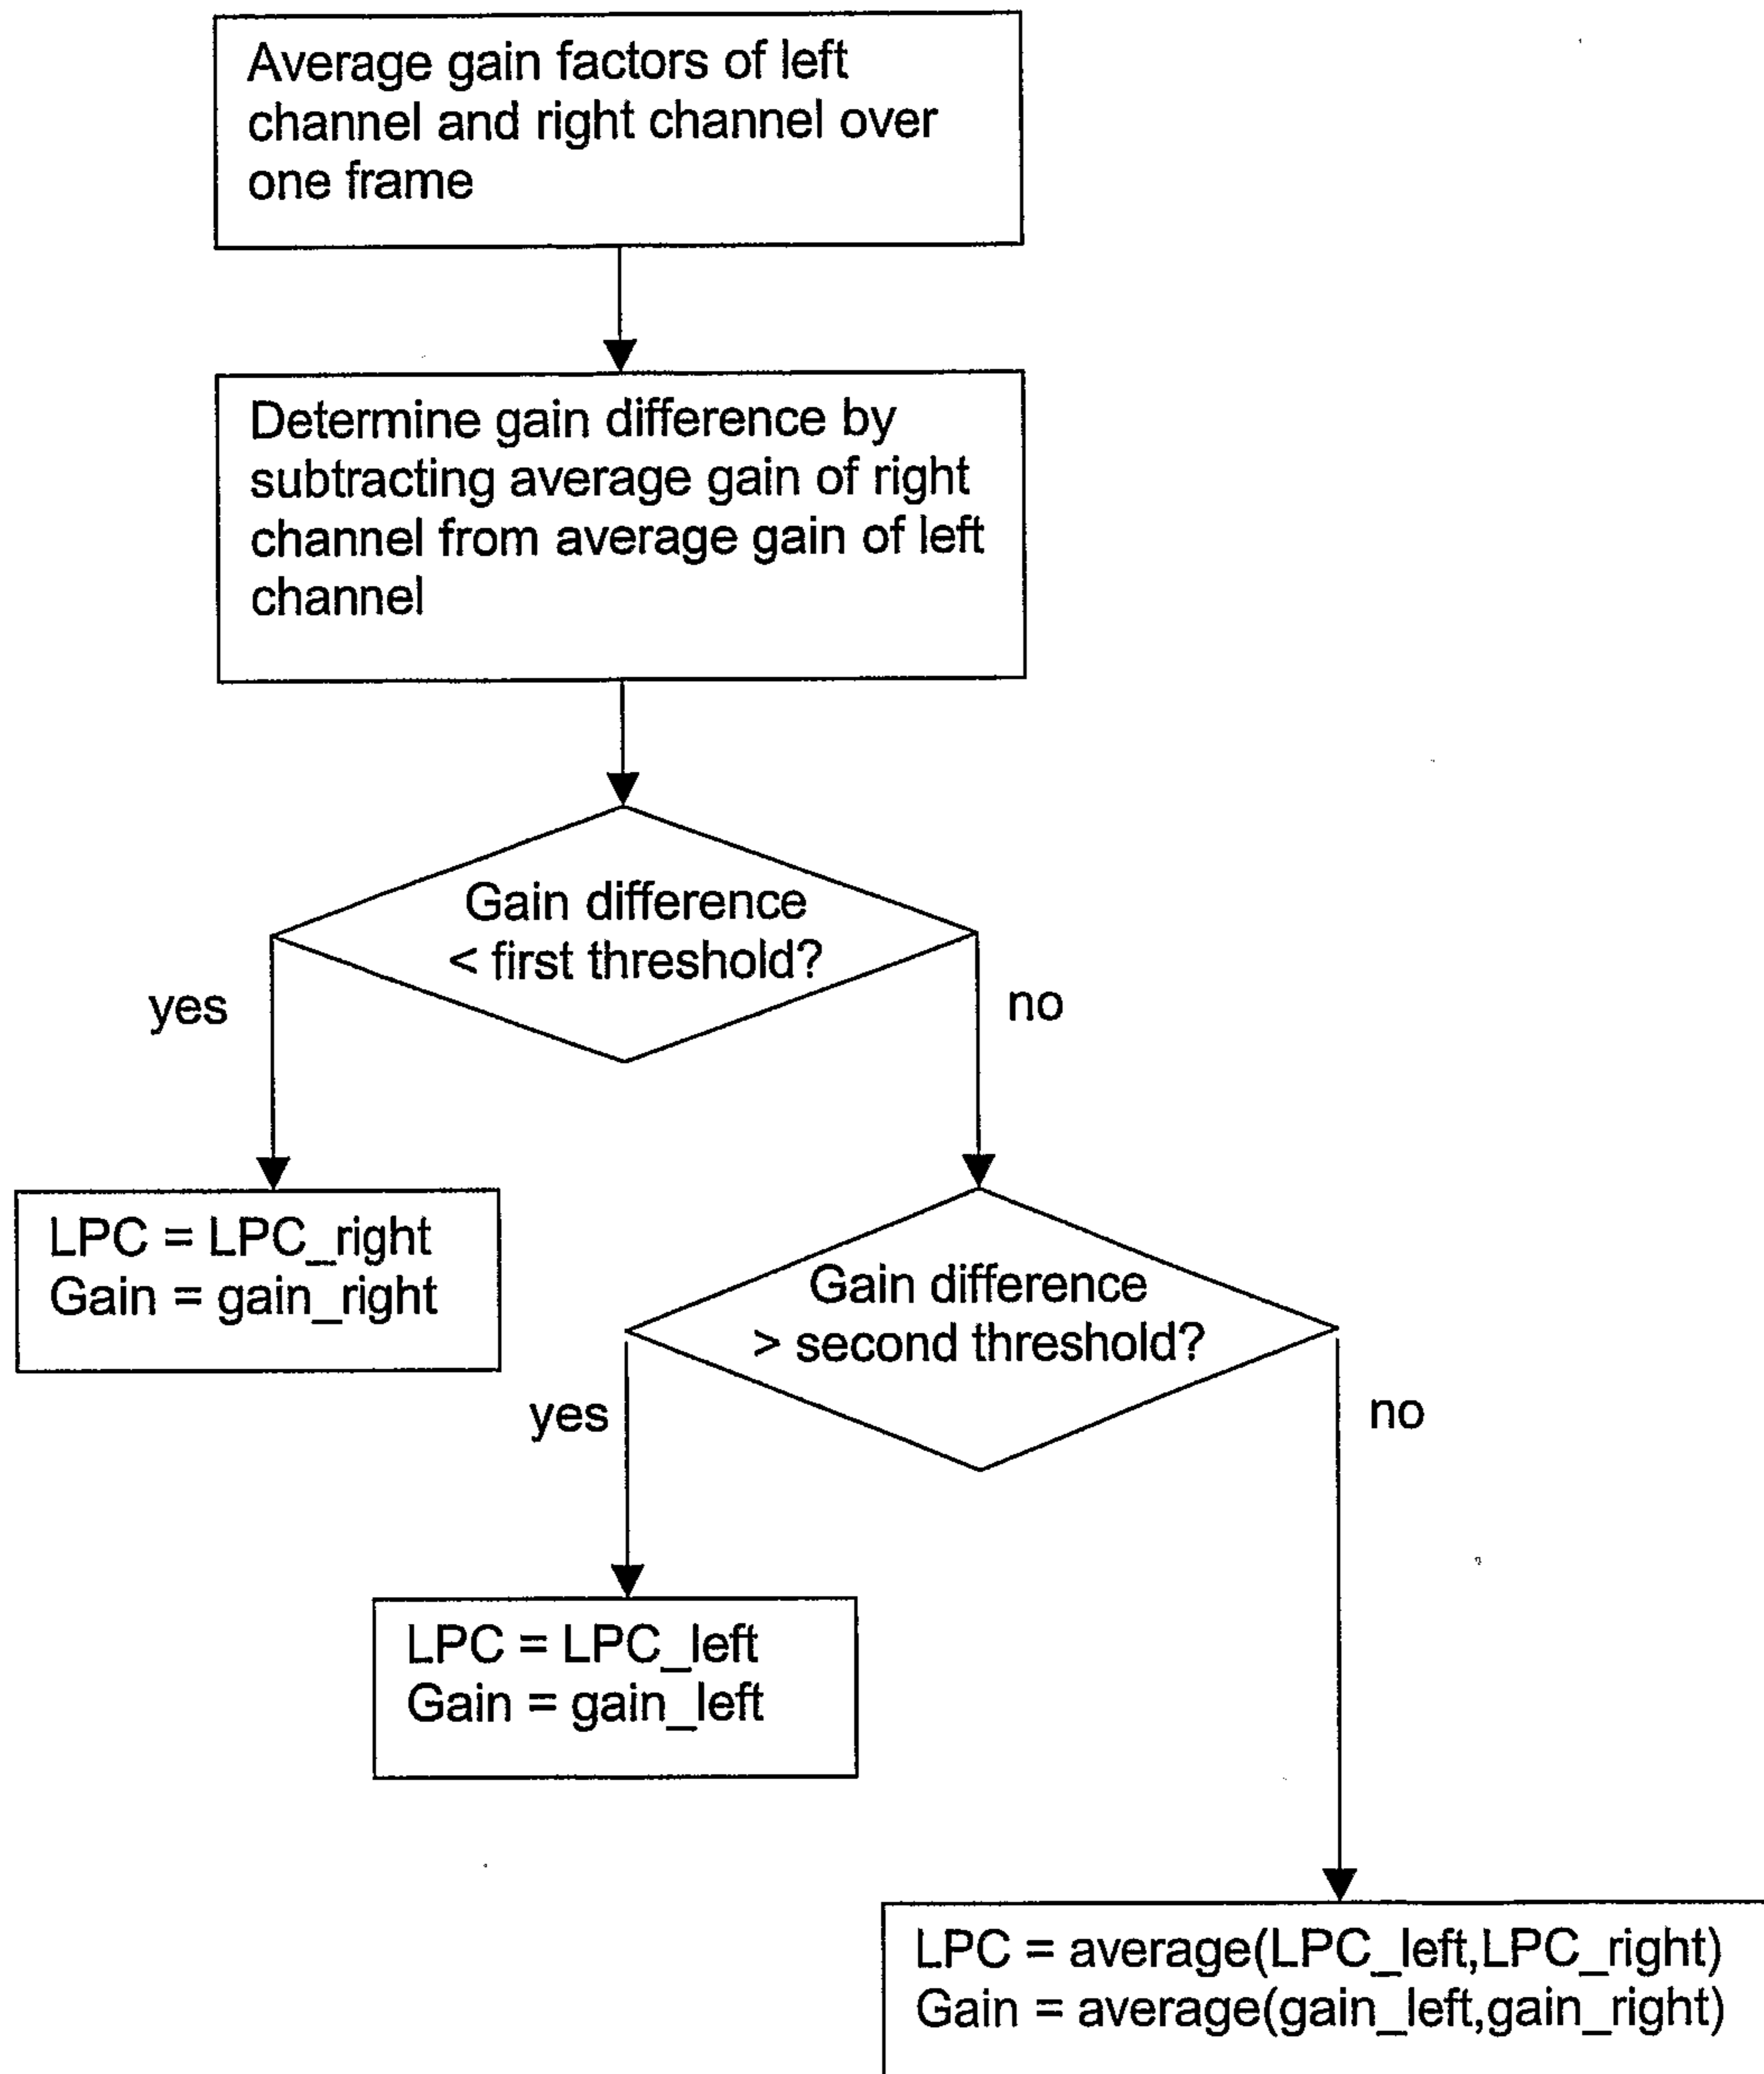 Average gain factors of left
channel and right channel over
one frame
Determine gain difference by
subtracting average gain of right
channel from average gain of left
channel
Gain difference
< first threshold?
yes
no
LPC = LPC_right
Gain = gain_right
Gain difference
> second threshold?
yes
no
LPC = LPC_left
Gain = gain_left
LPC = average(LPC_left,LPC_right)
Gain = average(gain_left,gain_right)